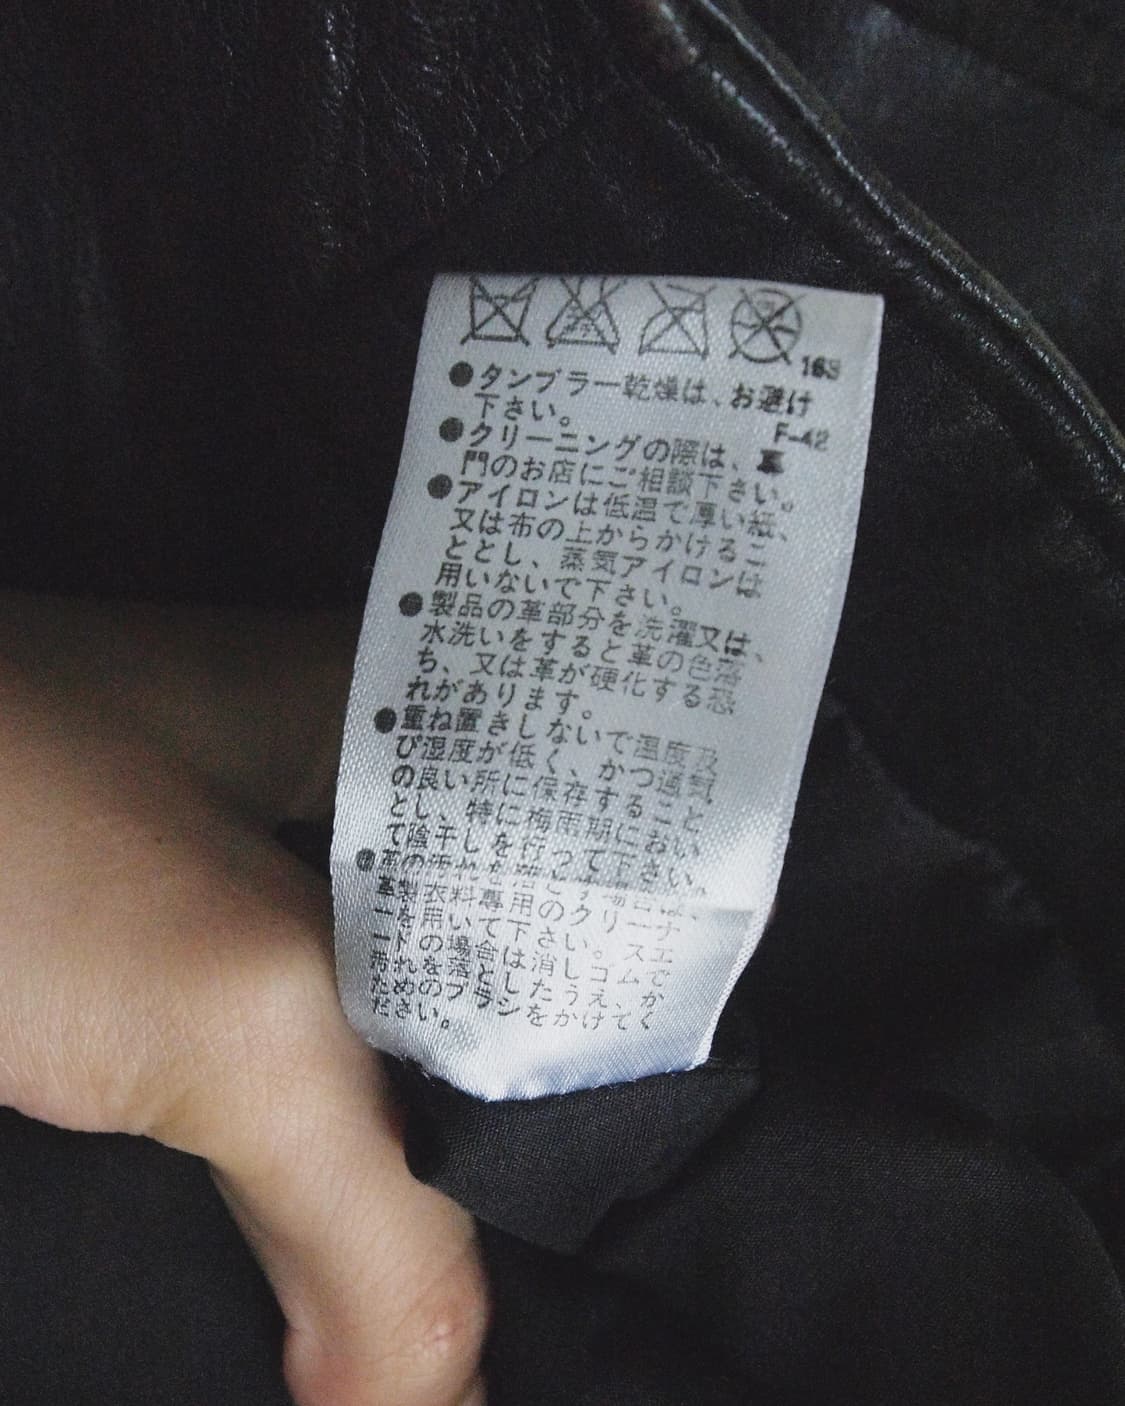 163
●タンブラー乾燥は、お避け
下さい。
F-42
●クリーニングの際は、専
門のお店にご相談下さい。
●アイロンは低温で厚い紙、
又は布の上からかけるこ
ととし、蒸気アイロンは
用いないで下さい。
●製品の革部分を洗濯又は、
水洗いをすると革の色落
ち、又は革が硬化する恐
れがあります。
●重ね置きしないで温度及
び湿度が低く、かつ通気
の良い所に保存すること
とし、特に梅雨期におい
て陰干しを行って下さい。
●革の汚れを落とす場合は、
革製衣料専用のクリーナ
ーを用いて下さい。スエ
ードの場合は消しゴムで
汚れを落としたうえ、か
ためのブラシをかけてく
ださい。